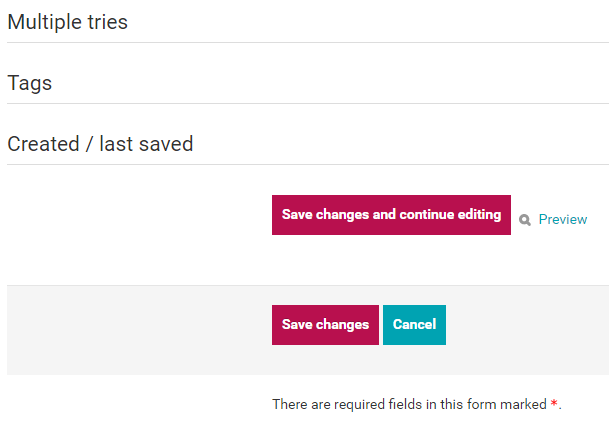 Multiple tries
Tags
Created / last saved
Save changes and continue editing Preview
Save changes Cancel
There are required fields in this form marked *.